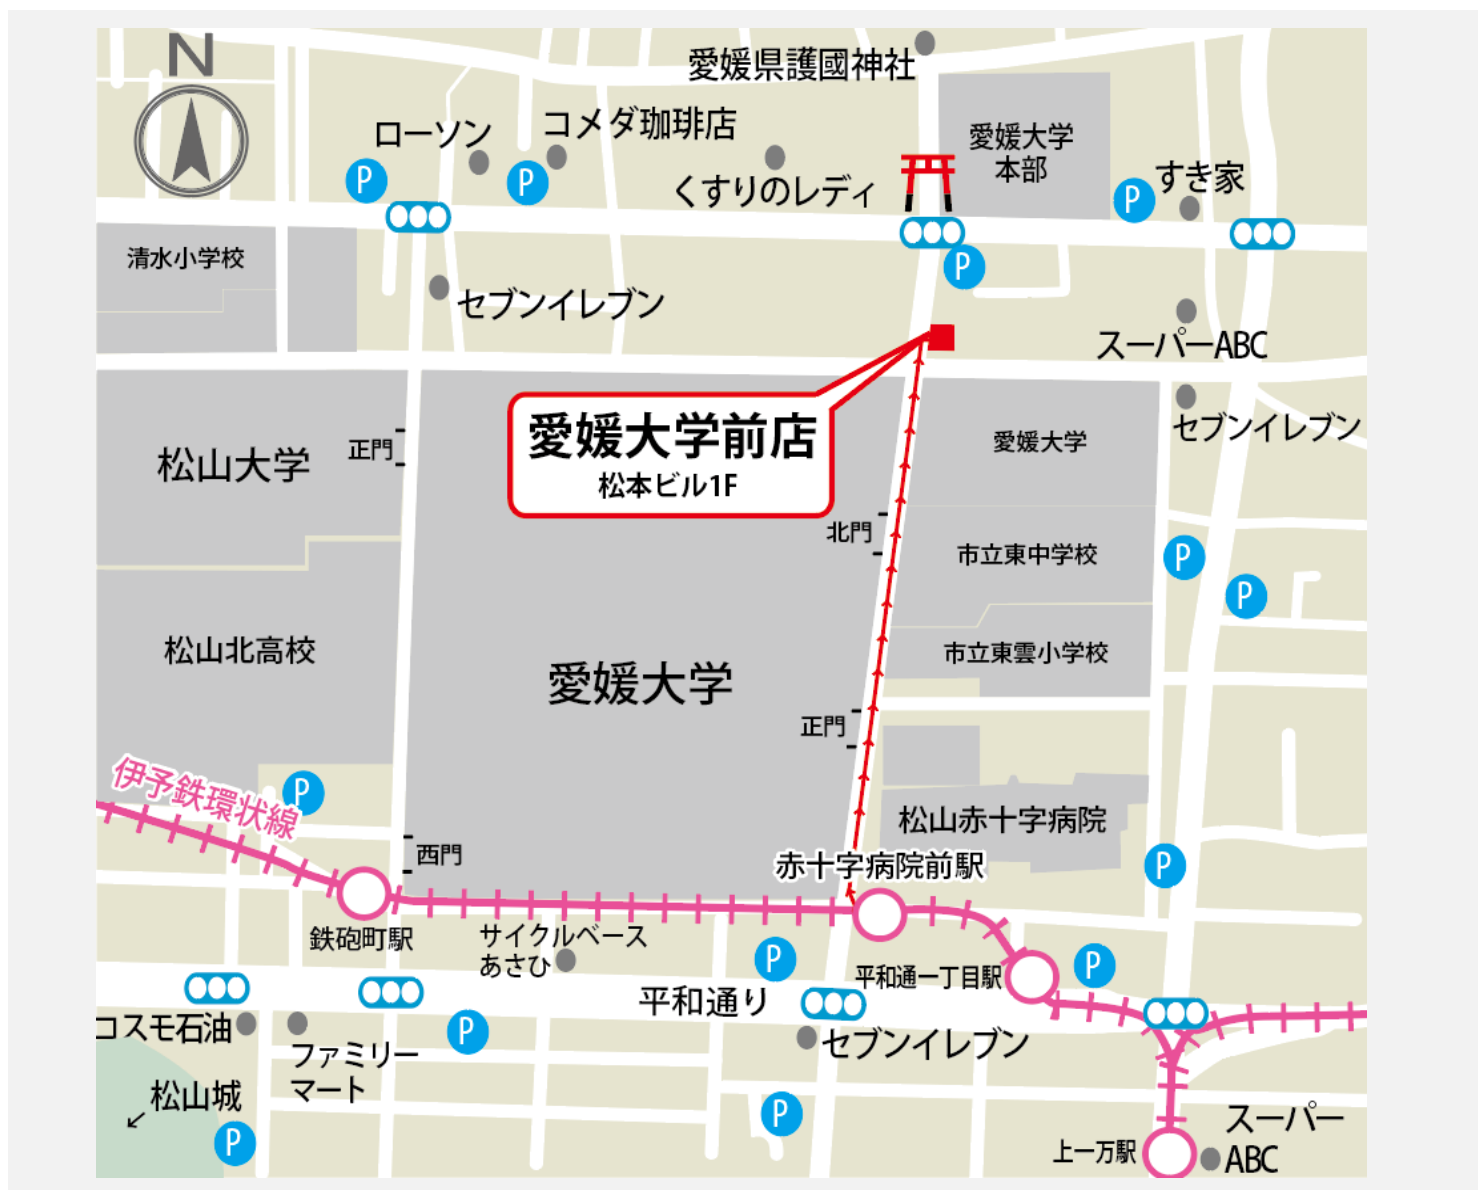 N
愛媛県護國神社
ローソン
コメダ珈琲店
愛媛大学
本部
P
P
くすりのレディ
P
すき家
清水小学校
P
セブンイレブン
スーパーABC
愛媛大学前店
松本ビル1F
セブンイレブン
松山大学
正門
愛媛大学
北門
市立東中学校
P
P
松山北高校
愛媛大学
市立東雲小学校
正門
伊予鉄環状線
P
松山赤十字病院
西門
赤十字病院前駅
P
鉄砲町駅
サイクルベース
あさひ
P
平和通一丁目駅
P
平和通り
コスモ石油
P
セブンイレブン
ファミリー
マート
松山城
↙
P
P
上一万駅
スーパー
ABC